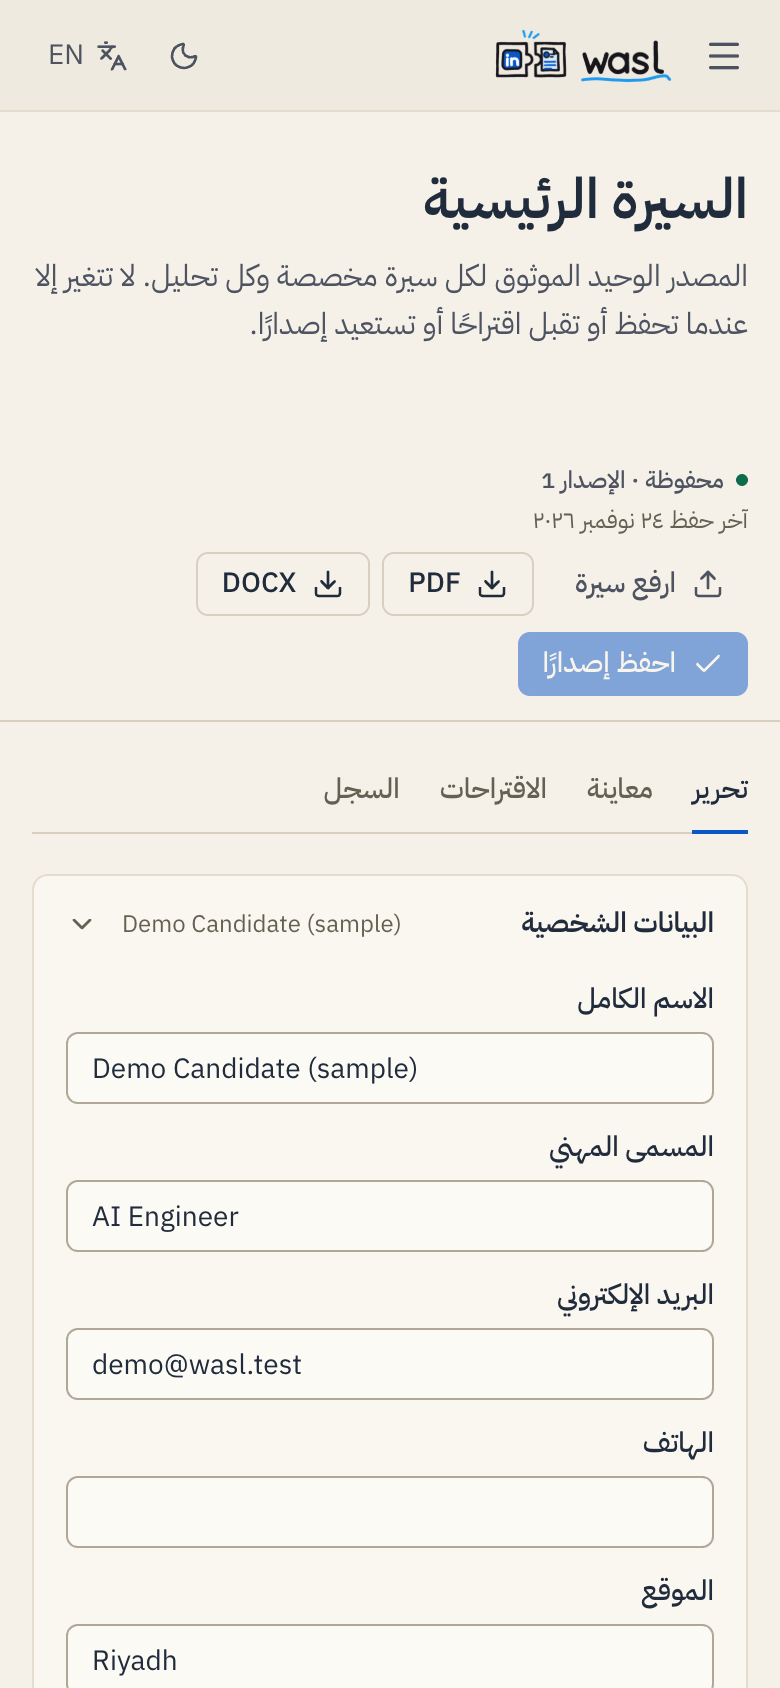 wasl
in
EN
السيرة الرئيسية
المصدر الوحيد الموثوق لكل سيرة مخصصة وكل تحليل. لا تتغير إلا
عندما تحفظ أو تقبل اقتراحًا أو تستعيد إصدارًا.
محفوظة · الإصدار 1
آخر حفظ ٢٤ نوفمبر ٢٠٢٦
ارفع سيرة
PDF
DOCX
احفظ إصدارًا
تحرير
معاينة
الاقتراحات
السجل
البيانات الشخصية
Demo Candidate (sample)
الاسم الكامل
Demo Candidate (sample)
المسمى المهني
AI Engineer
البريد الإلكتروني
demo@wasl.test
الهاتف
الموقع
Riyadh